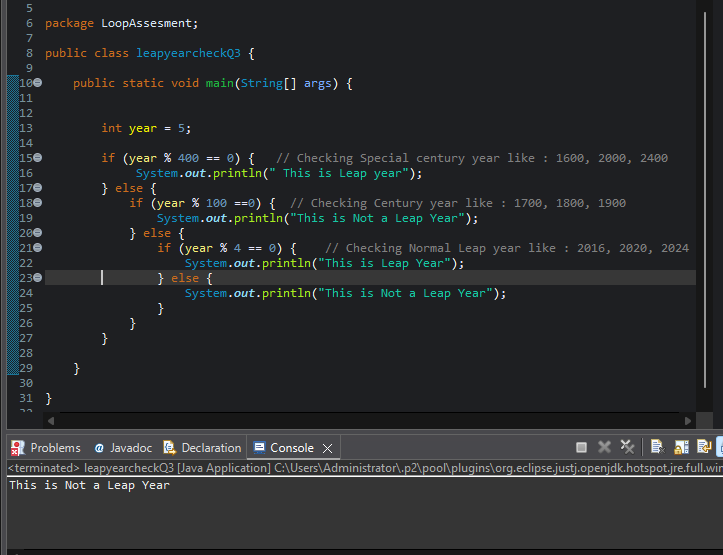 5
6 package LoopAssesment;
7
8 public class leapyearcheckQ3 {
9
10 public static void main(String[] args) {
11
12
13 int year = 5;
14
15 if (year % 400 == 0) { // Checking Special century year like : 1600, 2000, 2400
16 System.out.println(" This is Leap year");
17 } else {
18 if (year % 100 ==0) { // Checking Century year like : 1700, 1800, 1900
19 System.out.println("This is Not a Leap Year");
20 } else {
21 if (year % 4 == 0) { // Checking Normal Leap year like : 2016, 2020, 2024
22 System.out.println("This is Leap Year");
23 } else {
24 System.out.println("This is Not a Leap Year");
25 }
26 }
27 }
28
29 }
30
31 }
Problems @ Javadoc Declaration Console
<terminated> leapyearcheckQ3 [Java Application] C:\Users\Administrator\.p2\pool\plugins\org.eclipse.justj.openjdk.hotspot.jre.full.win
This is Not a Leap Year